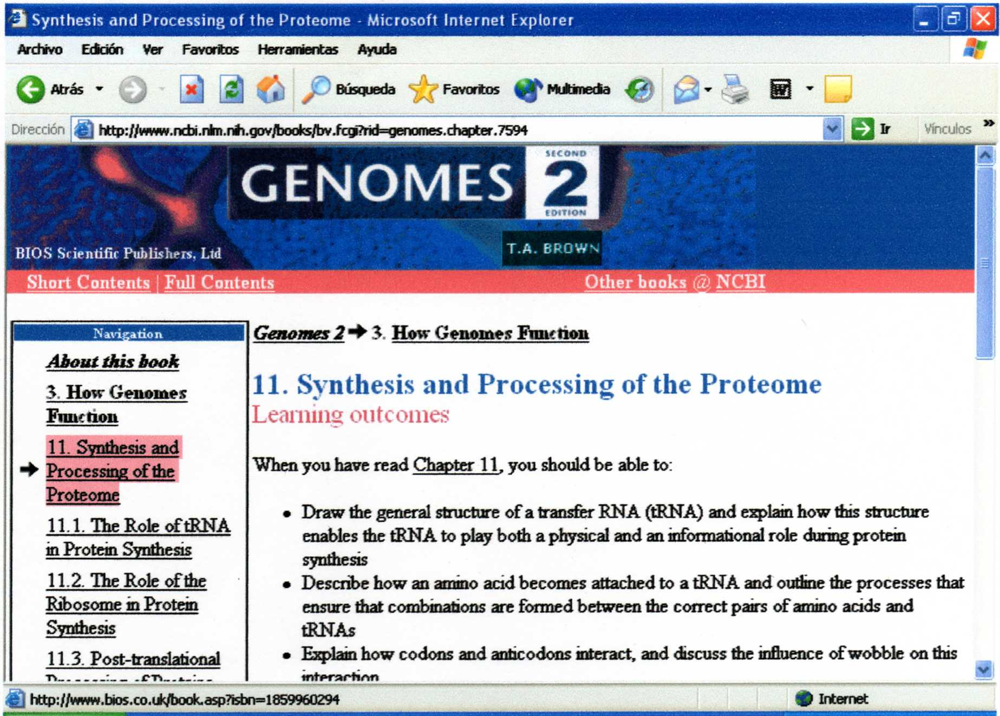 Synthesis and Processing of the Proteome - Microsoft Internet Explorer
Archivo Edición Ver Favoritos Herramientas Ayuda
Atrás Búsqueda Favoritos Multimedia
Dirección http://www.ncbi.nlm.nih.gov/books/bv.fcgi?rid=genomes.chapter.7594 Ir Vínculos »
GENOMES
SECOND
2
EDITION
T.A. BROWN
BIOS Scientific Publishers, Ltd
Short Contents | Full Contents Other books @ NCBI
Navigation
About this book
3. How Genomes
Function
11. Synthesis and
Processing of the
Proteome
11.1. The Role of tRNA
in Protein Synthesis
11.2. The Role of the
Ribosome in Protein
Synthesis
11.3. Post-translational
Processing of Proteins
Genomes 2 → 3. How Genomes Function
11. Synthesis and Processing of the Proteome
Learning outcomes
When you have read Chapter 11, you should be able to:
• Draw the general structure of a transfer RNA (tRNA) and explain how this structure
enables the tRNA to play both a physical and an informational role during protein
synthesis
• Describe how an amino acid becomes attached to a tRNA and outline the processes that
ensure that combinations are formed between the correct pairs of amino acids and
tRNAs
• Explain how codons and anticodons interact, and discuss the influence of wobble on this
interaction
http://www.bios.co.uk/book.asp?isbn=1859960294 Internet